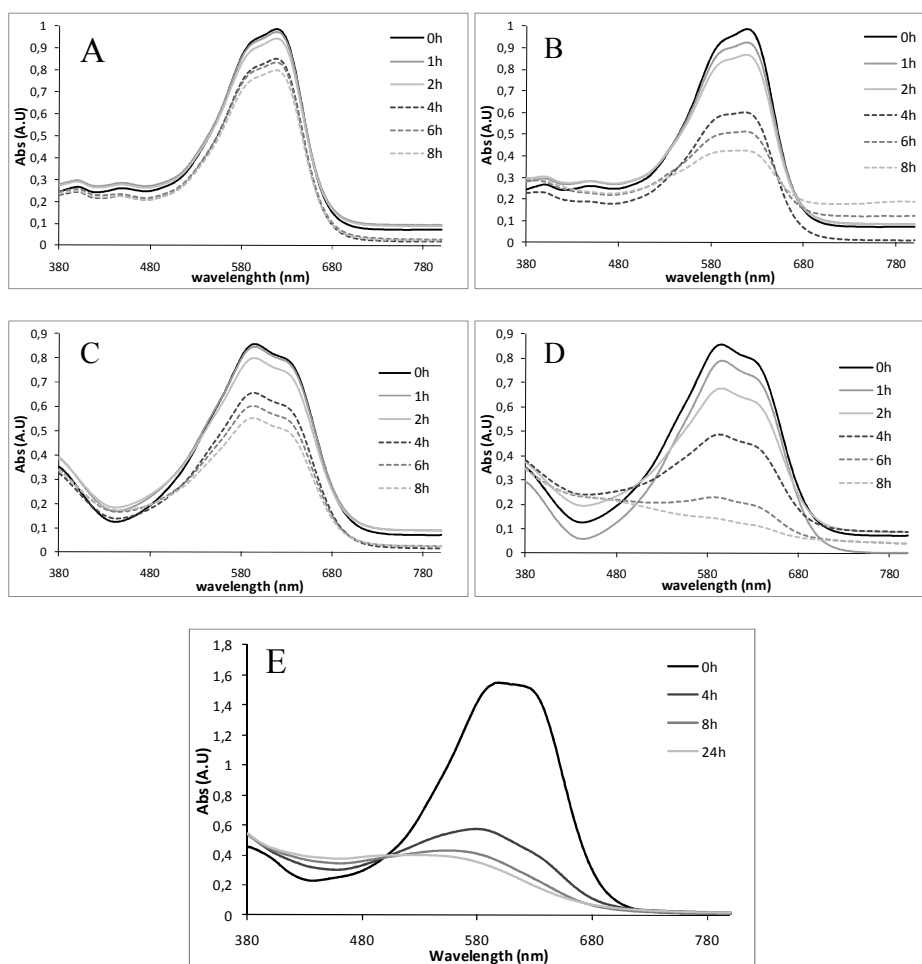 A
Abs (A.U)
1
0,9
0,8
0,7
0,6
0,5
0,4
0,3
0,2
0,1
0
380 480 580 680 780
wavelenghth (nm)
0h
1h
2h
4h
6h
8h
B
Abs (A.U)
1
0,9
0,8
0,7
0,6
0,5
0,4
0,3
0,2
0,1
0
380 480 580 680 780
wavelenght (nm)
0h
1h
2h
4h
6h
8h
C
Abs (A.U)
0,9
0,8
0,7
0,6
0,5
0,4
0,3
0,2
0,1
0
380 480 580 680 780
wavelength (nm)
0h
1h
2h
4h
6h
8h
D
Abs (A.U)
0,9
0,8
0,7
0,6
0,5
0,4
0,3
0,2
0,1
0
380 480 580 680 780
wavelength (nm)
0h
1h
2h
4h
6h
8h
E
Abs (A.U)
1,8
1,6
1,4
1,2
1
0,8
0,6
0,4
0,2
0
380 480 580 680 780
Wavelength (Nm)
0h
4h
8h
24h